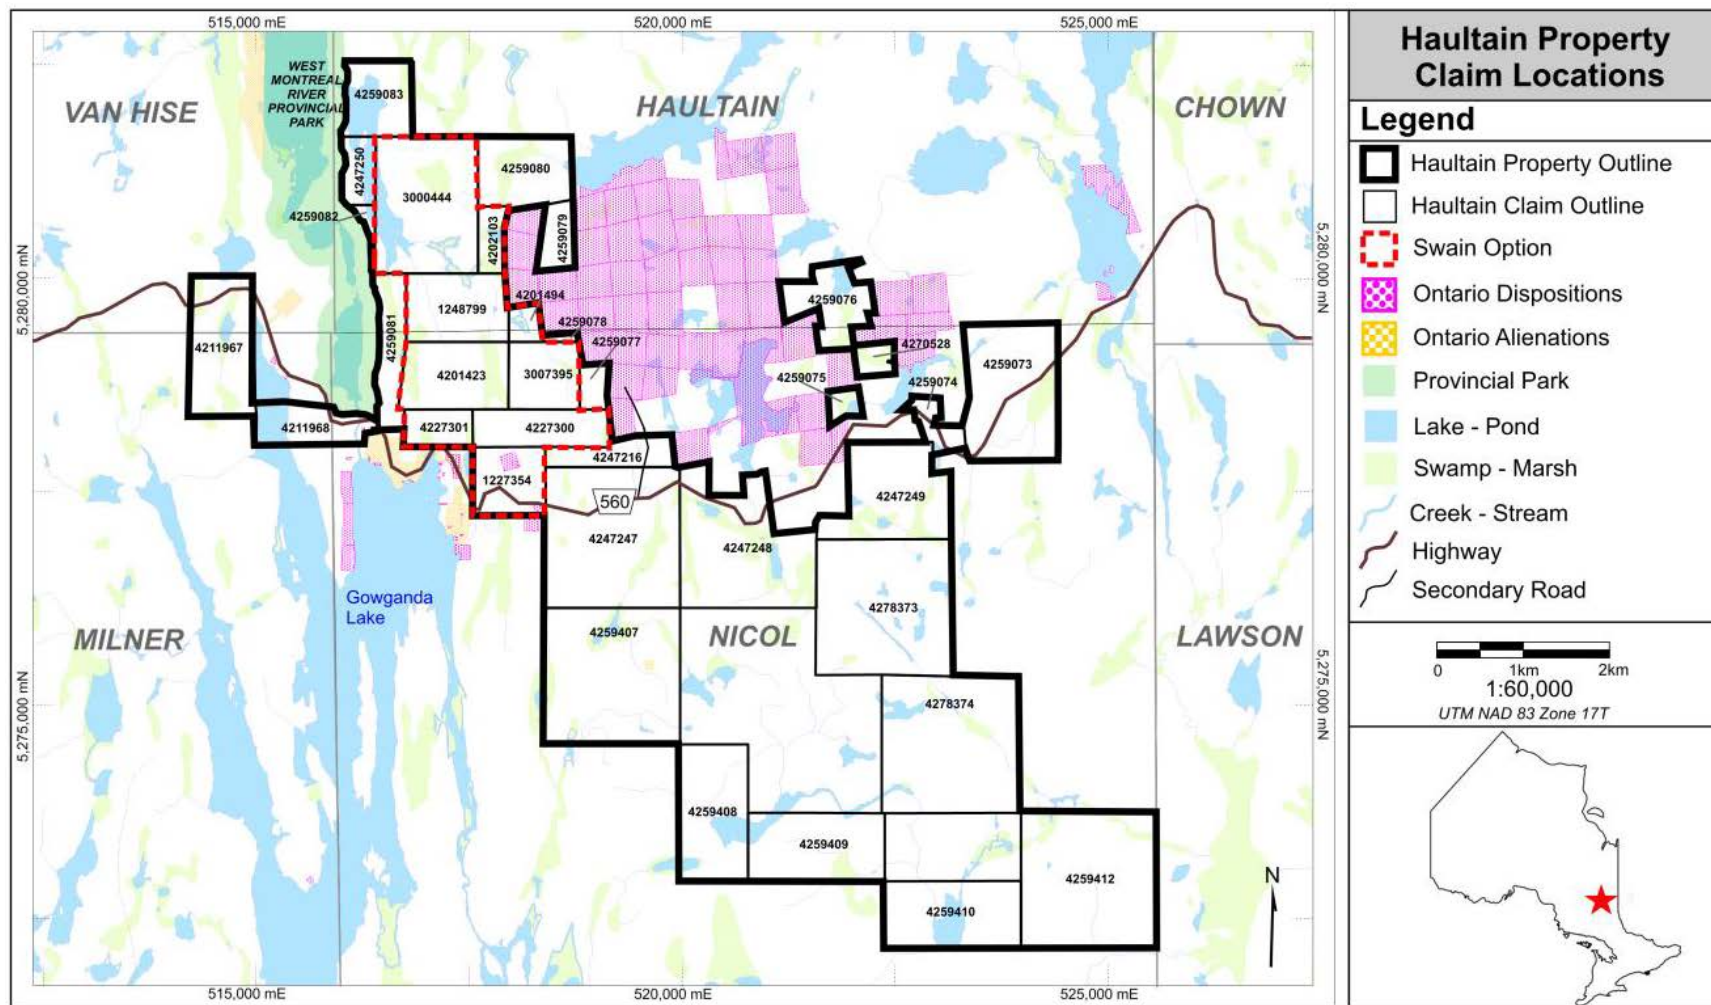 515,000 mE
520,000 mE
525,000 mE
WEST
MONTREAL
RIVER
PROVINCIAL
PARK
VAN HISE
HAULTAIN
CHOWN
4259083
4247250
4259080
3000444
4259082
4202103
4259079
5,280,000 mN
5,280,000 mN
4201494
4259076
1248799
4259078
4259077
4259081
4211967
4270528
4259073
4201423
3007395
4259075
4259074
4211968
4227301
4227300
4247216
1227354
560
4247249
4247247
4247248
Gowganda
Lake
4278373
MILNER
4259407
NICOL
LAWSON
5,275,000 mN
5,275,000 mN
4278374
4259408
4259409
4259412
4259410
N
515,000 mE
520,000 mE
525,000 mE
Haultain Property
Claim Locations
Legend
Haultain Property Outline
Haultain Claim Outline
Swain Option
Ontario Dispositions
Ontario Alienations
Provincial Park
Lake - Pond
Swamp - Marsh
Creek - Stream
Highway
Secondary Road
0 1km 2km
1:60,000
UTM NAD 83 Zone 17T